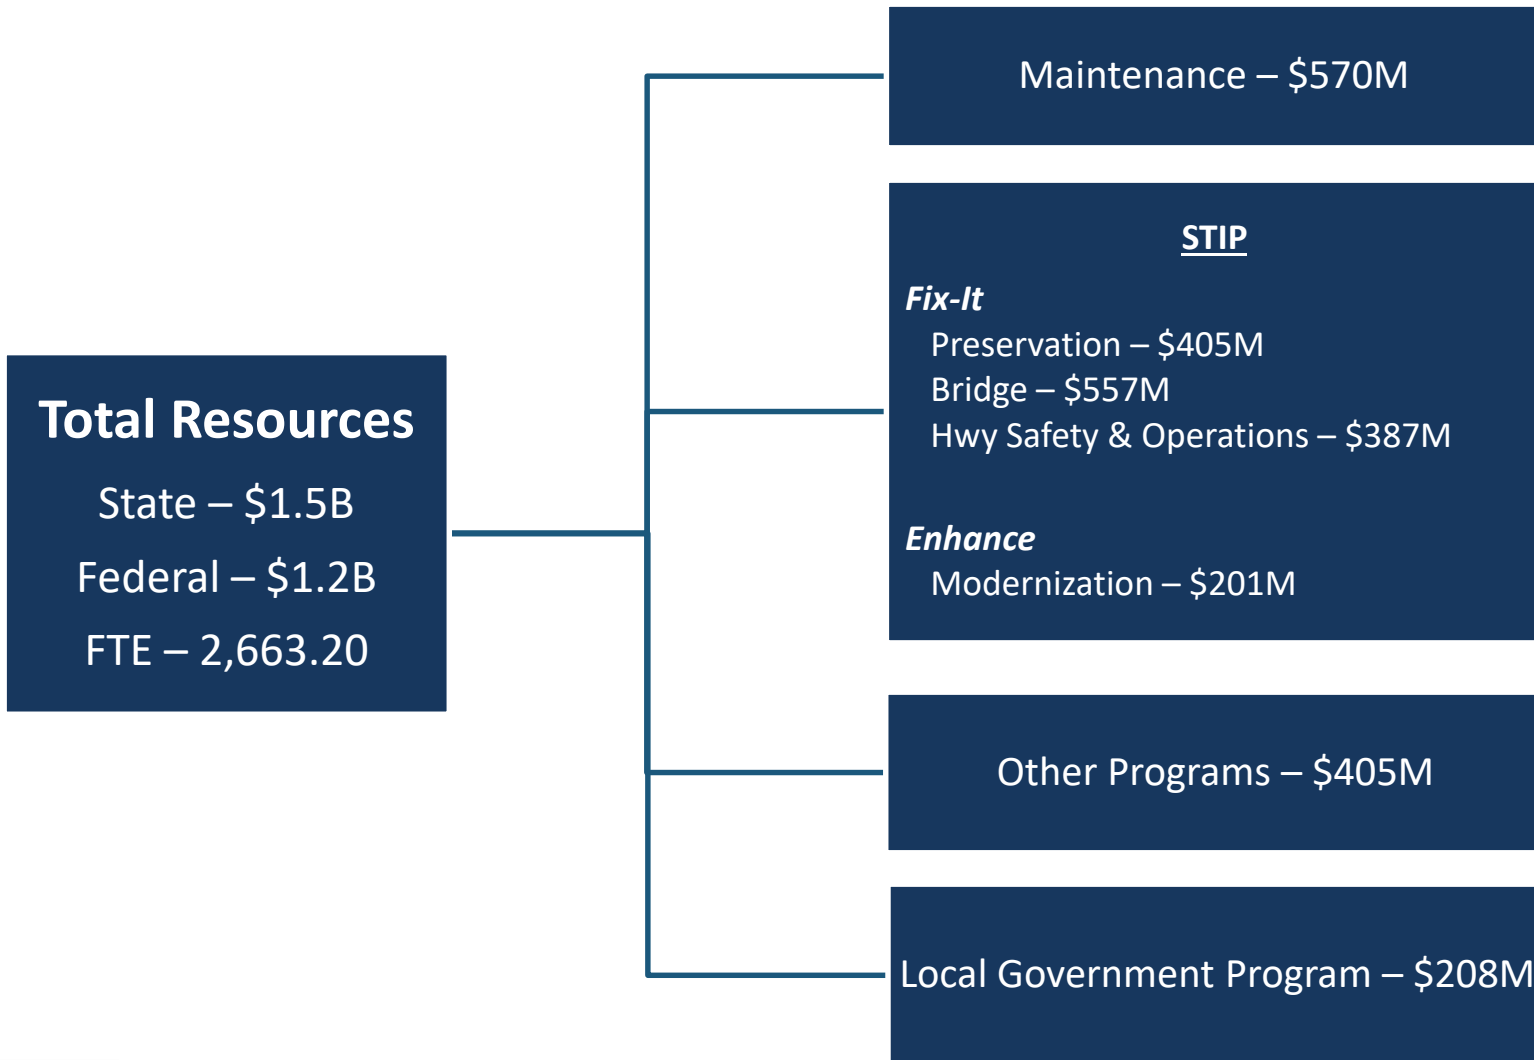 Total Resources
State – $1.5B
Federal – $1.2B
FTE – 2,663.20
Maintenance – $570M
STIP
Fix-It
Preservation – $405M
Bridge – $557M
Hwy Safety & Operations – $387M
Enhance
Modernization – $201M
Other Programs – $405M
Local Government Program – $208M